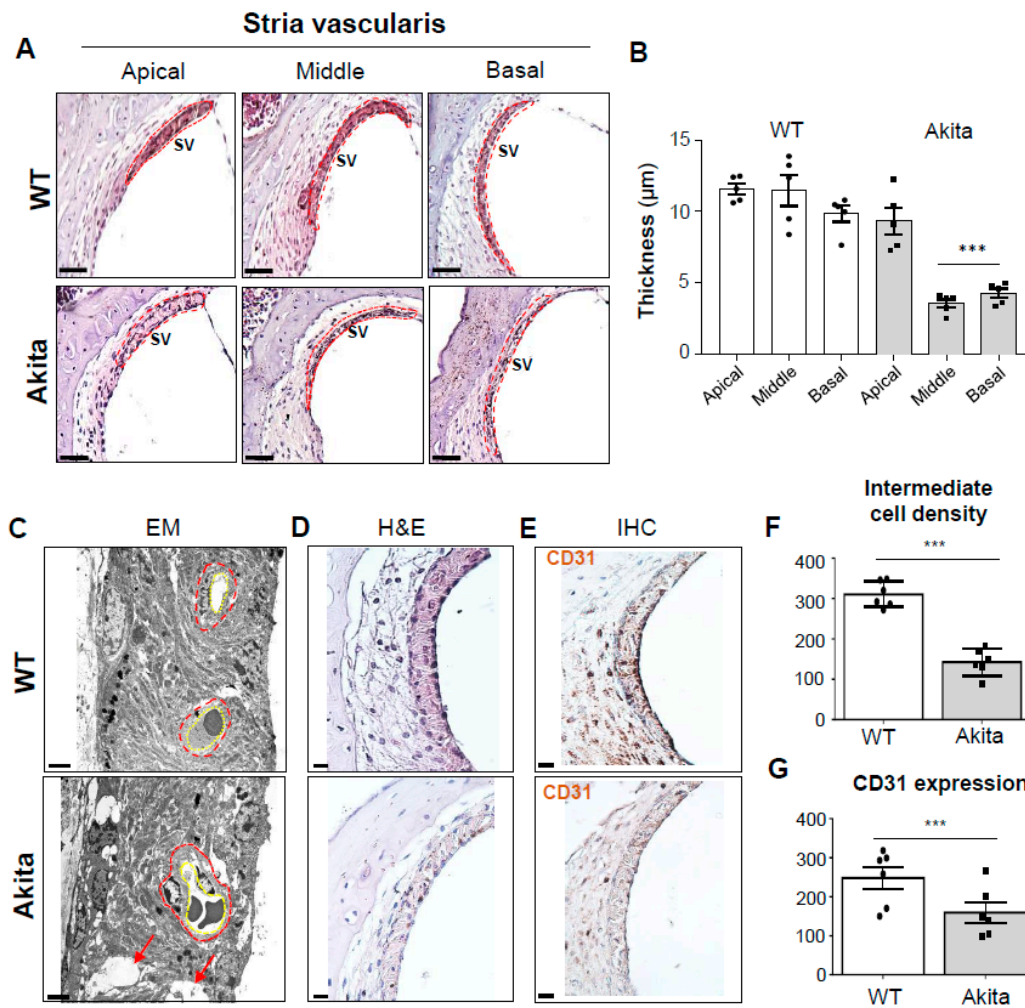 Stria vascularis
A
Apical Middle Basal
WT
SV SV SV
Akita
SV SV SV
B
WT Akita
Thickness (µm)
15
10
5
0
***
Apical Middle Basal Apical Middle Basal
C EM
D H&E
E IHC
WT
CD31
Akita
CD31
F Intermediate
cell density
***
400
300
200
100
0
WT Akita
G CD31 expression
***
300
200
100
0
WT Akita